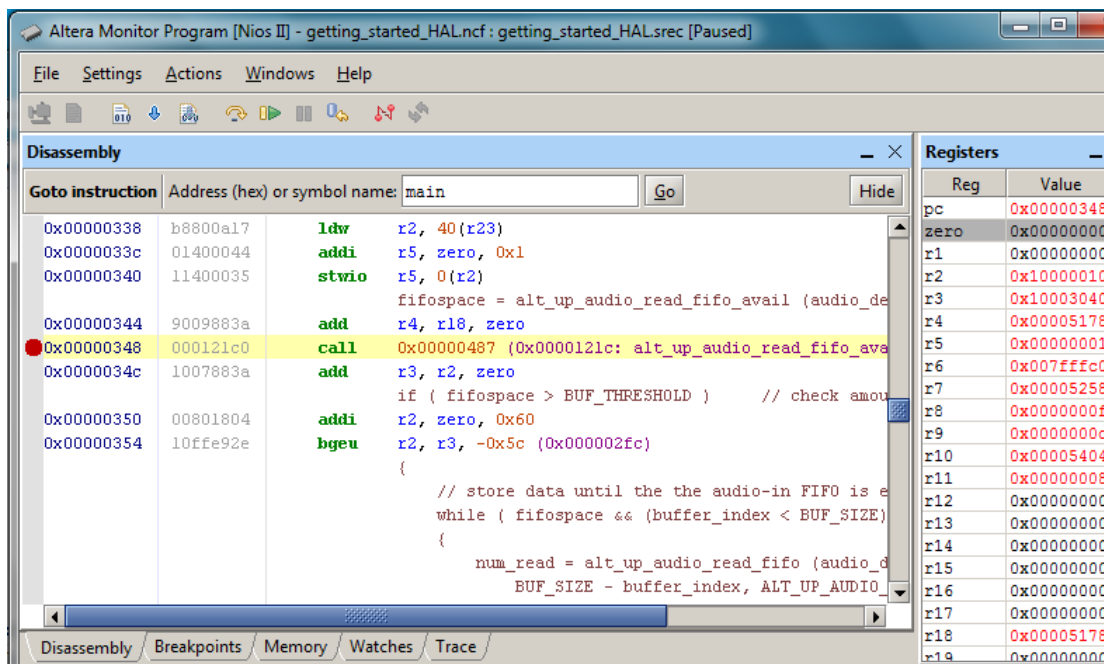 Altera Monitor Program [Nios II] - getting_started_HAL.ncf : getting_started_HAL.srec [Paused]
File Settings Actions Windows Help
Disassembly
Goto instruction Address (hex) or symbol name: main Go Hide
0x00000338 b8800a17 ldw r2, 40(r23)
0x0000033c 01400044 addi r5, zero, 0x1
0x00000340 11400035 stwio r5, 0(r2)
fifospace = alt_up_audio_read_fifo_avail (audio_de
0x00000344 9009883a add r4, r18, zero
0x00000348 000121c0 call 0x00000487 (0x0000121c: alt_up_audio_read_fifo_ava
0x0000034c 1007883a add r3, r2, zero
if ( fifospace > BUF_THRESHOLD ) // check amou
0x00000350 00801804 addi r2, zero, 0x60
0x00000354 10ffe92e bgeu r2, r3, -0x5c (0x000002fc)
{
// store data until the the audio-in FIFO is e
while ( fifospace && (buffer_index < BUF_SIZE)
{
num_read = alt_up_audio_read_fifo (audio_d
BUF_SIZE - buffer_index, ALT_UP_AUDIO_
Disassembly Breakpoints Memory Watches Trace
Registers
Reg Value
pc 0x00000348
zero 0x00000000
r1 0x00000000
r2 0x10000010
r3 0x10003040
r4 0x00005178
r5 0x00000001
r6 0x007fffc0
r7 0x00005258
r8 0x0000000f
r9
r10 0x00005404
r11 0x00000008
r12 0x00000000
r13 0x00000000
r14 0x00000000
r15 0x00000000
r16 0x00000000
r17 0x00000000
r18 0x00005178
r19 0x00000000